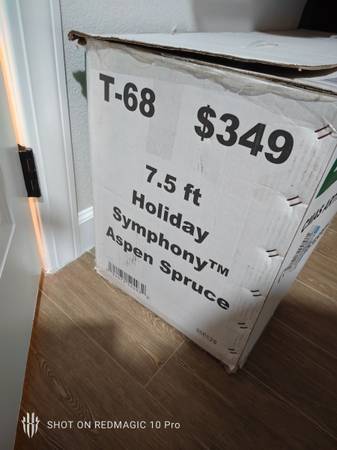 T-68
$349
7.5 ft
Holiday
Symphony™
Aspen Spruce
SHOT ON REDMAGIC 10 Pro